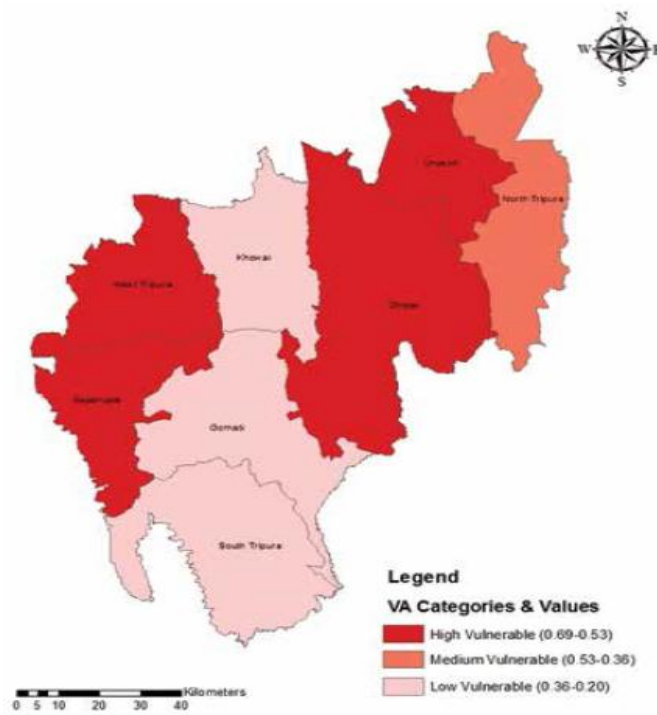 N
W
E
S
Unakoti
North Tripura
Khowai
West Tripura
Dhalai
Sepahijala
Gomati
South Tripura
Legend
VA Categories & Values
High Vulnerable (0.69-0.53)
Medium Vulnerable (0.53-0.36)
Low Vulnerable (0.36-0.20)
0 5 10 20 30 40 Kilometers